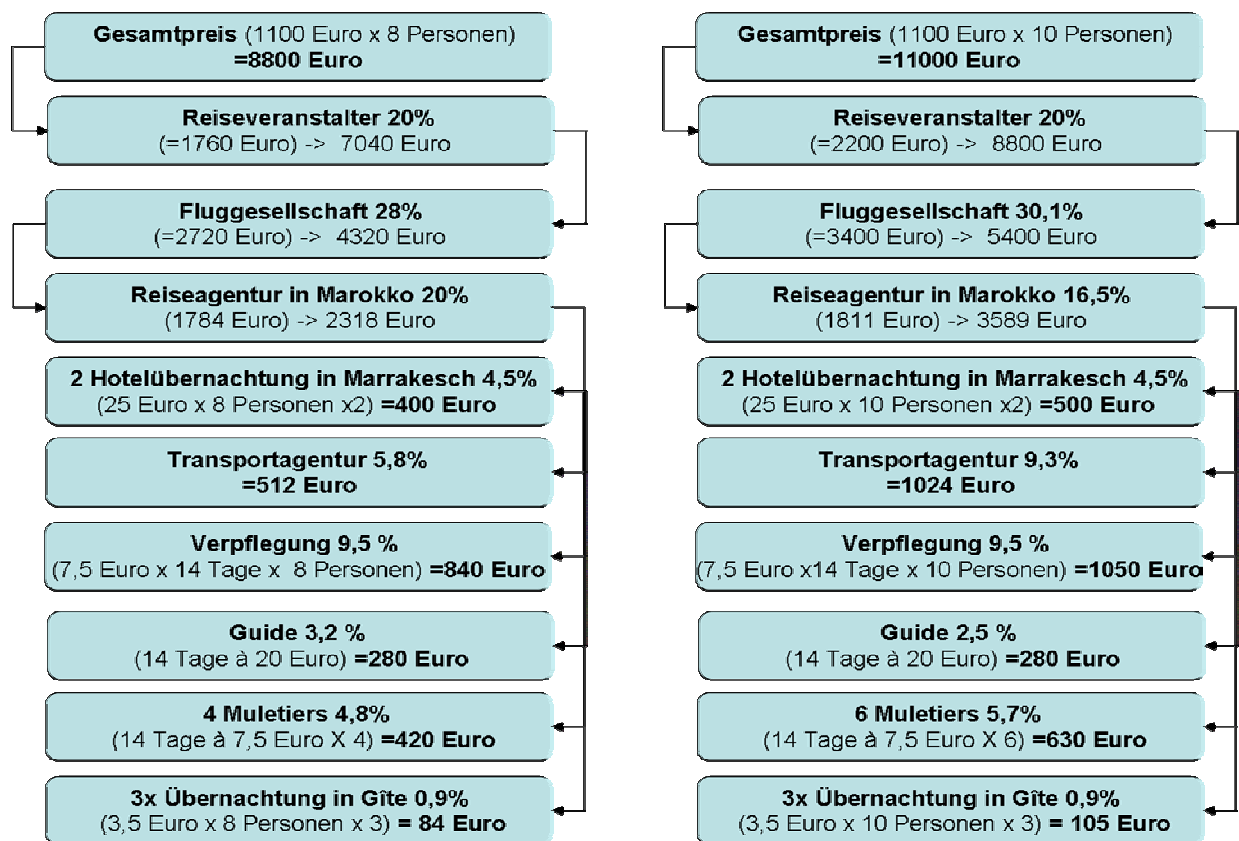 Gesamtpreis (1100 Euro x 8 Personen)
=8800 Euro
Reiseveranstalter 20%
(=1760 Euro) -> 7040 Euro
Fluggesellschaft 28%
(=2720 Euro) -> 4320 Euro
Reiseagentur in Marokko 20%
(1784 Euro) -> 2318 Euro
2 Hotelübernachtung in Marrakesch 4,5%
(25 Euro x 8 Personen x2) =400 Euro
Transportagentur 5,8%
=512 Euro
Verpflegung 9,5 %
(7,5 Euro x 14 Tage x 8 Personen) =840 Euro
Guide 3,2 %
(14 Tage à 20 Euro) =280 Euro
4 Muletiers 4,8%
(14 Tage à 7,5 Euro X 4) =420 Euro
3x Übernachtung in Gîte 0,9%
(3,5 Euro x 8 Personen x 3) = 84 Euro
Gesamtpreis (1100 Euro x 10 Personen)
=11000 Euro
Reiseveranstalter 20%
(=2200 Euro) -> 8800 Euro
Fluggesellschaft 30,1%
(=3400 Euro) -> 5400 Euro
Reiseagentur in Marokko 16,5%
(1811 Euro) -> 3589 Euro
2 Hotelübernachtung in Marrakesch 4,5%
(25 Euro x 10 Personen x2) =500 Euro
Transportagentur 9,3%
=1024 Euro
Verpflegung 9,5%
(7,5 Euro x14 Tage x 10 Personen) =1050 Euro
Guide 2,5 %
(14 Tage à 20 Euro) =280 Euro
6 Muletiers 5,7%
(14 Tage à 7,5 Euro X 6) =630 Euro
3x Übernachtung in Gîte 0,9%
(3,5 Euro x 10 Personen x 3) = 105 Euro